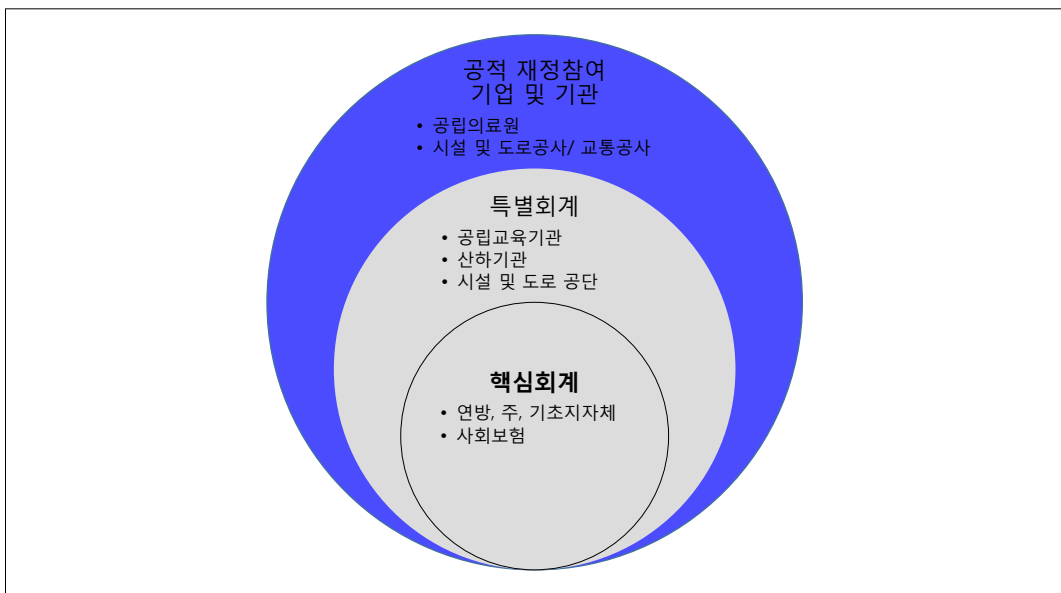 공적 재정참여
기업 및 기관
• 공립의료원
• 시설 및 도로공사/ 교통공사
특별회계
• 공립교육기관
• 산하기관
• 시설 및 도로 공단
핵심회계
• 연방, 주, 기초지자체
• 사회보험